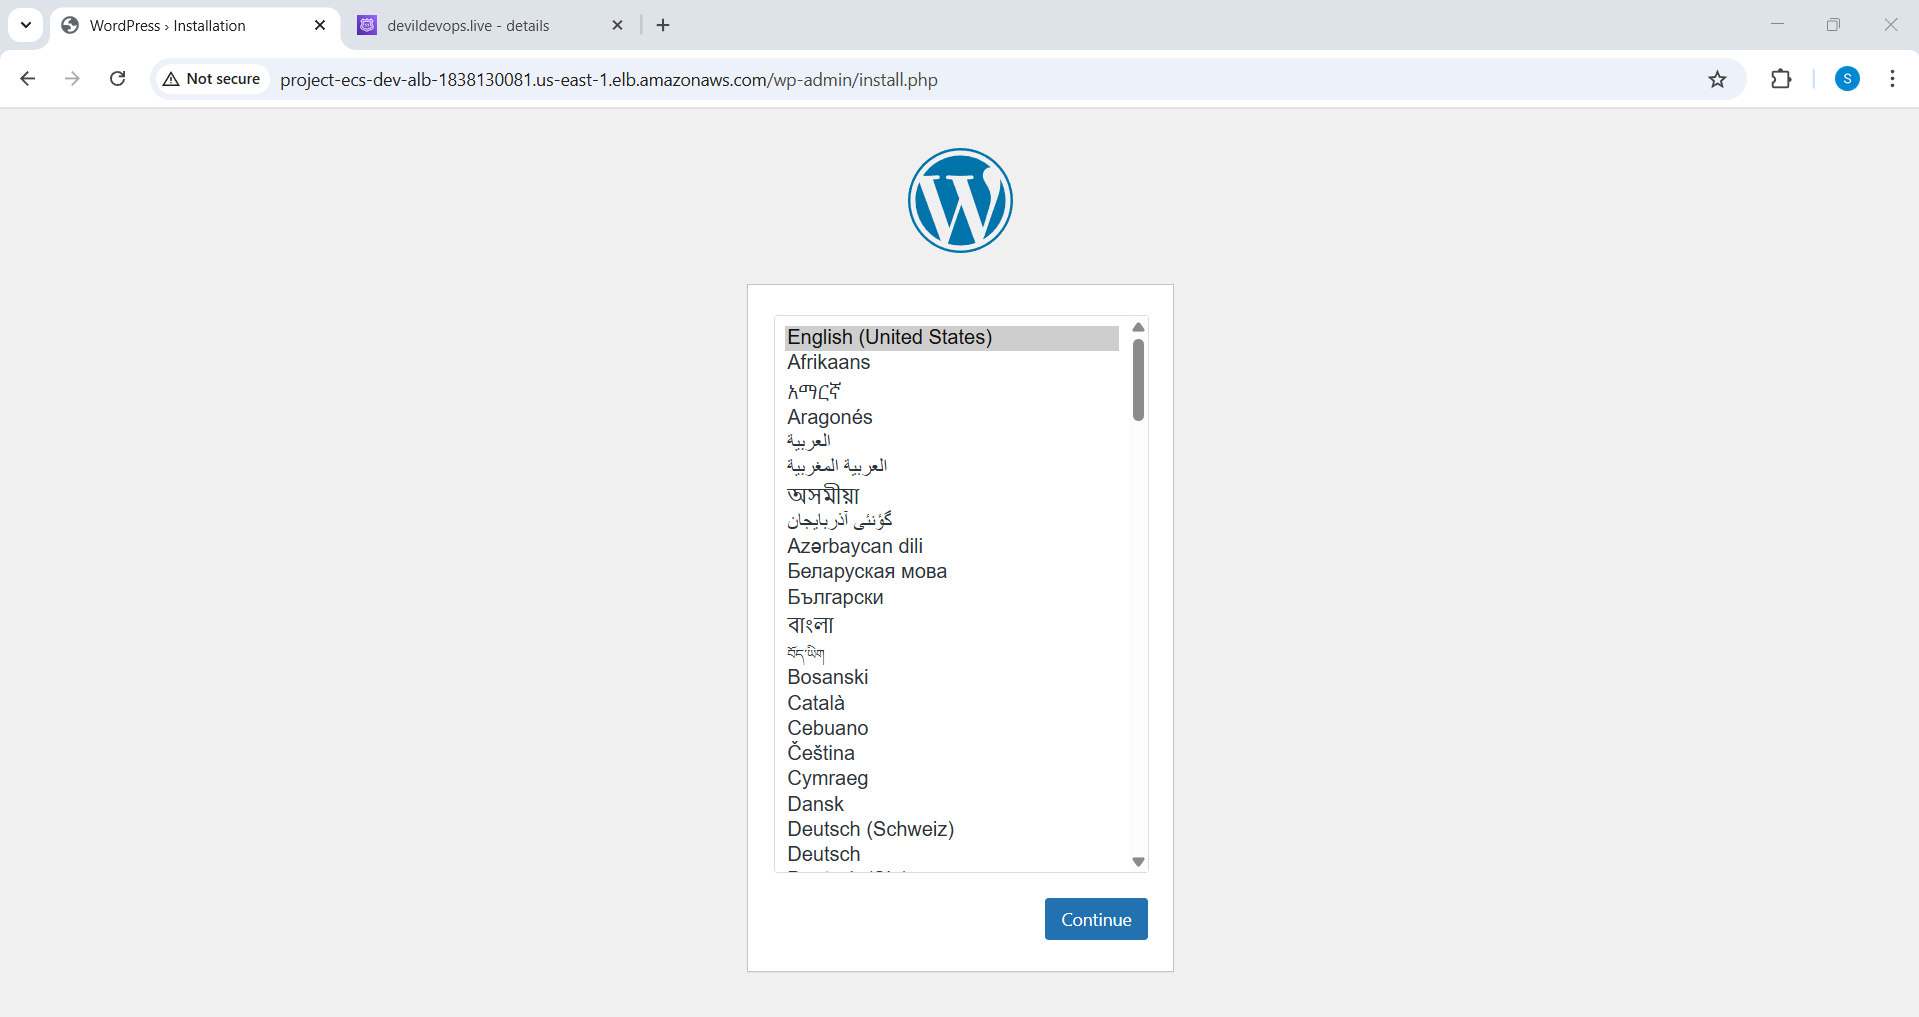 WordPress › Installation
devildevops.live - details
Not secure
project-ecs-dev-alb-1838130081.us-east-1.elb.amazonaws.com/wp-admin/install.php
S
English (United States)
Afrikaans
አማርኛ
Aragonés
العربية
العربية المغربية
অসমীয়া
گؤنئی آذربایجان
Azərbaycan dili
Беларуская мова
Български
বাংলা
བོད་ཡིག
Bosanski
Català
Cebuano
Čeština
Cymraeg
Dansk
Deutsch (Schweiz)
Deutsch
Continue